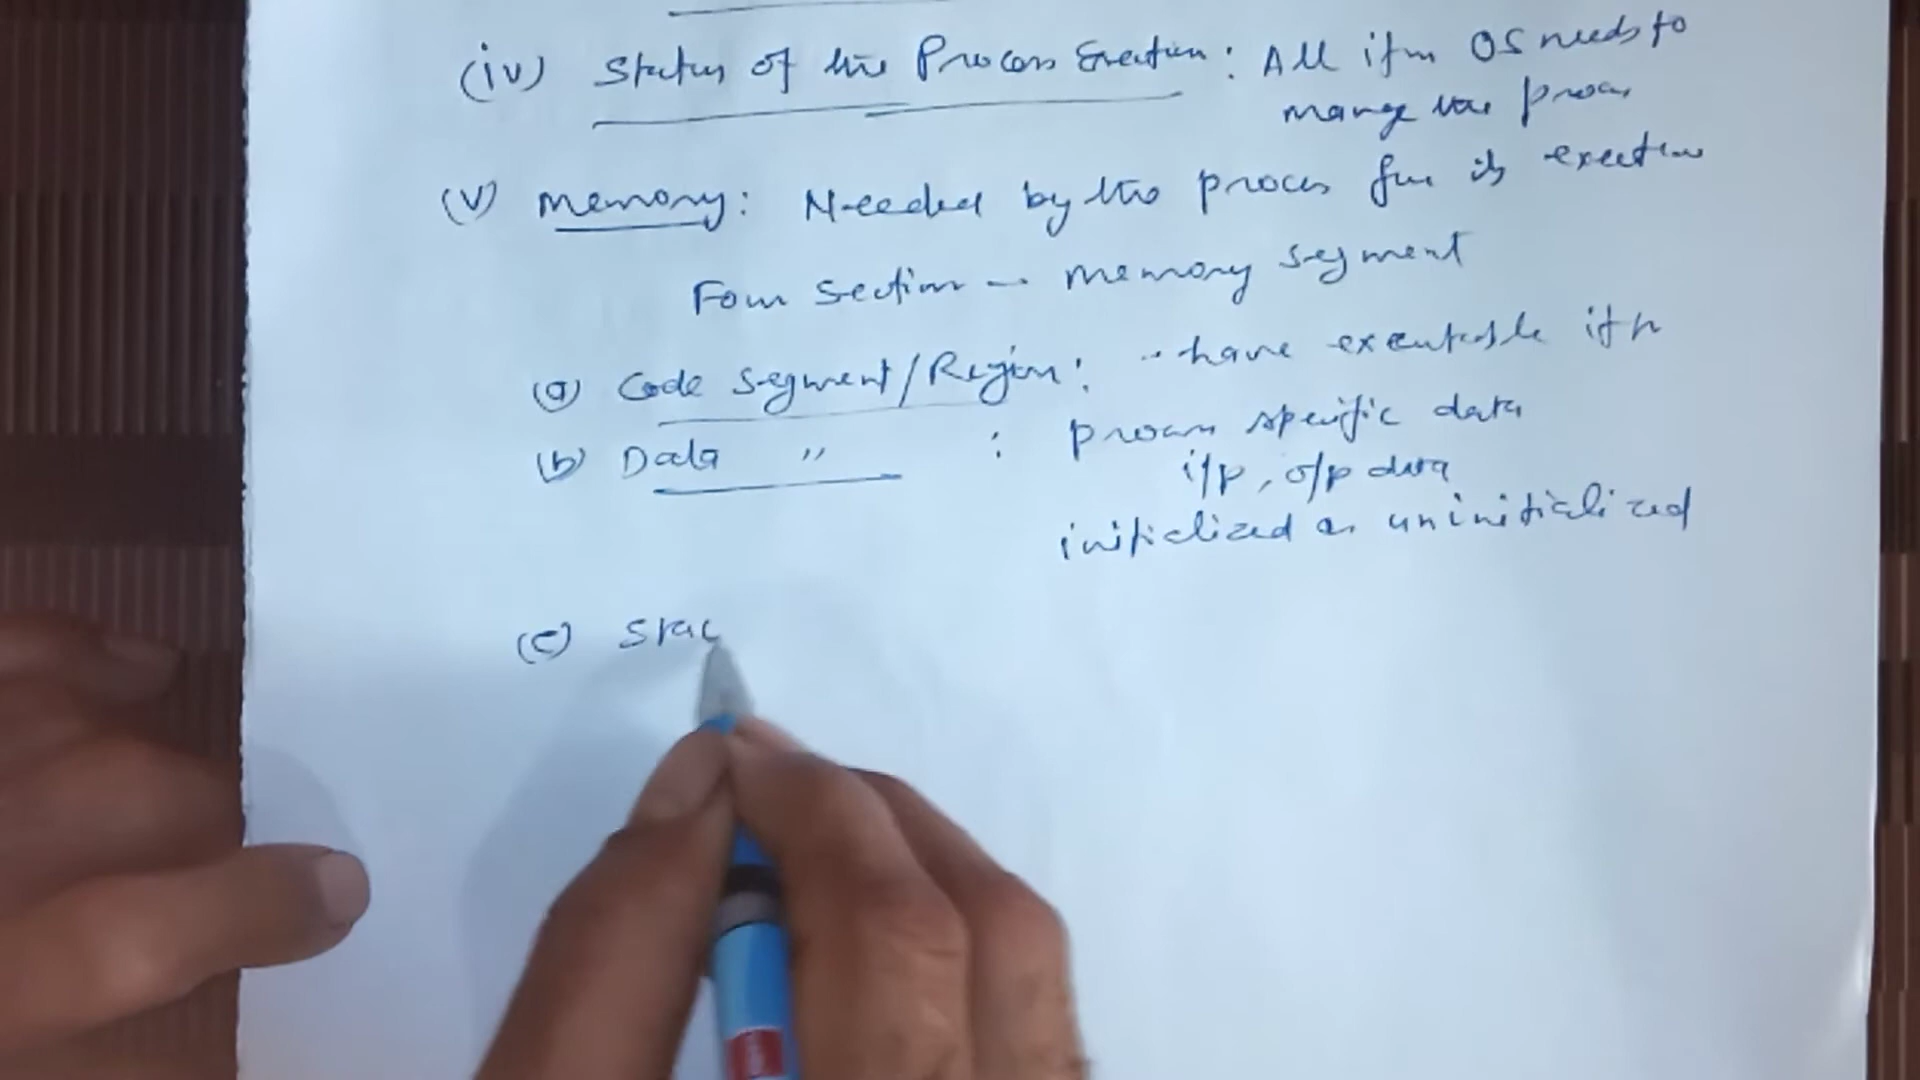 (iv) Status of the Process Execution : All ifn OS needs to
manage the process
(v) Memory : Needed by the process for its execution
Four section - memory segment
(a) Code Segment/Region : - have executable ifn
(b) Data " : process specific data
i/p, o/p data
initialized or uninitialized
(c) Stac